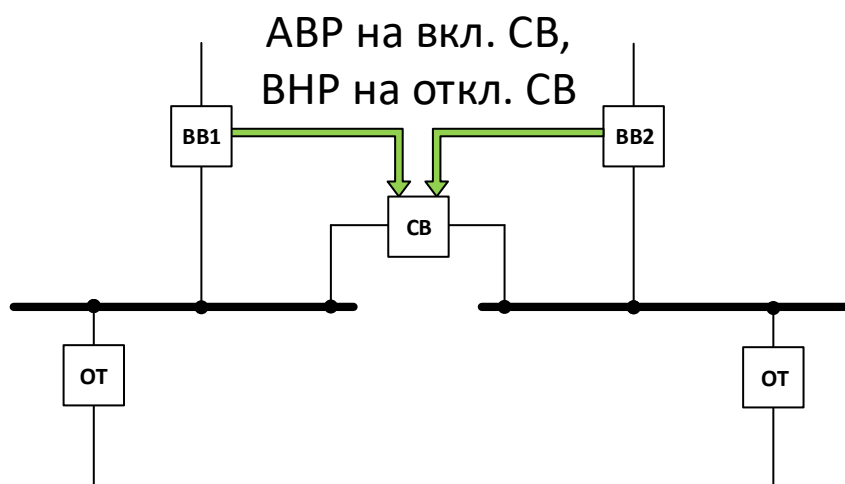 АВР на вкл. СВ,
ВНР на откл. СВ
ВВ1
ВВ2
СВ
ОТ
ОТ